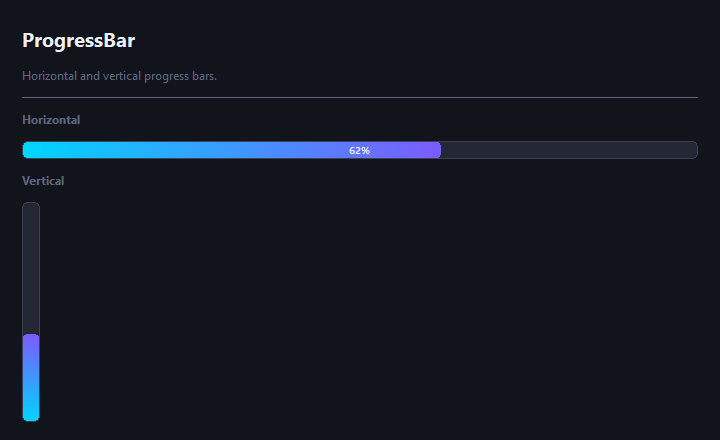 ProgressBar
Horizontal and vertical progress bars.
Horizontal
62%
Vertical